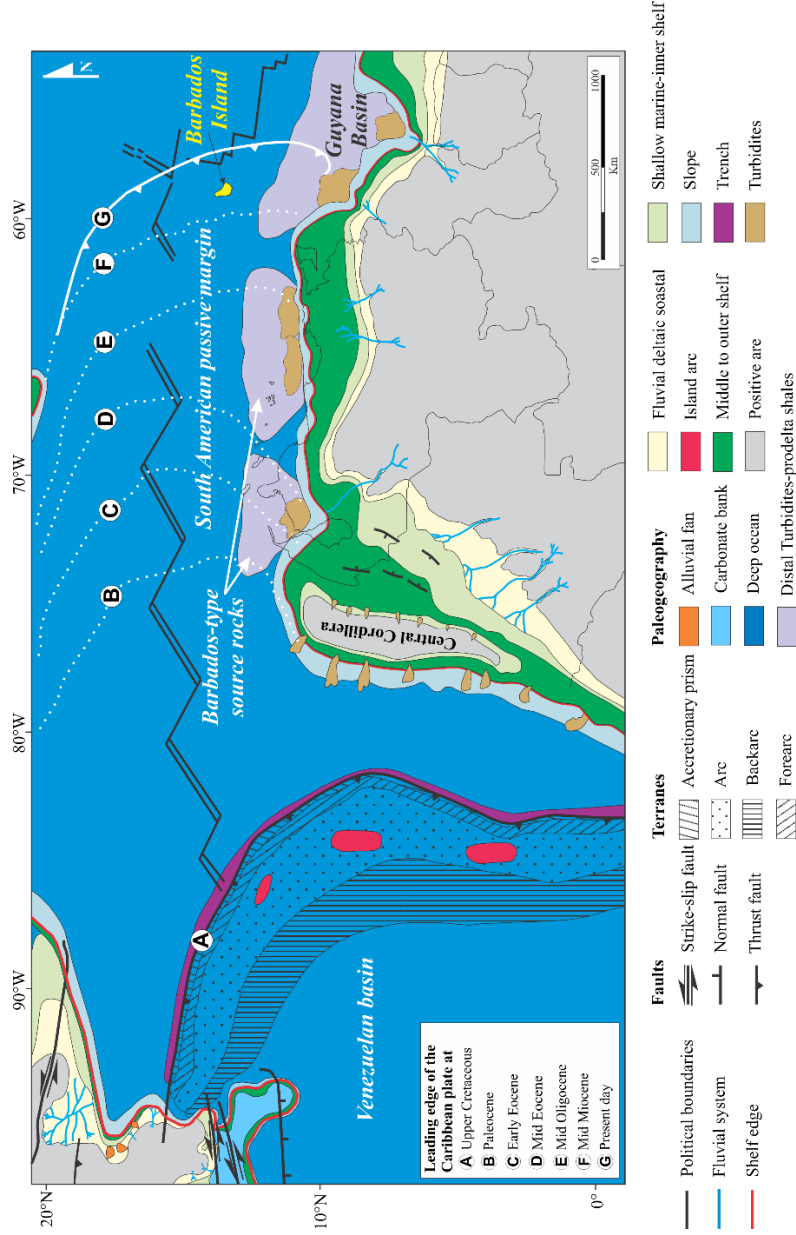 20°N
10°N
0°
90°W
80°W
70°W
60°W
N
A
B
C
D
E
F
G
Barbados
Island
Guyana
Basin
South American passive margin
Barbados-type
source rocks
Central Cordillera
Venezuelan basin
0
500
1000
Km
Leading edge of the
Caribbean plate at
A Upper Cretaceous
B Paleocene
C Early Eocene
D Mid Eocene
E Mid Oligocene
F Mid Miocene
G Present day
Political boundaries
Fluvial system
Shelf edge
Faults
Strike-slip fault
Normal fault
Thrust fault
Terranes
Accretionary prism
Arc
Backarc
Forearc
Paleogeography
Alluvial fan
Carbonate bank
Deep ocean
Distal Turbidites-prodelta shales
Fluvial deltaic soastal
Island arc
Middle to outer shelf
Positive are
Shallow marine-inner shelf
Slope
Trench
Turbidites